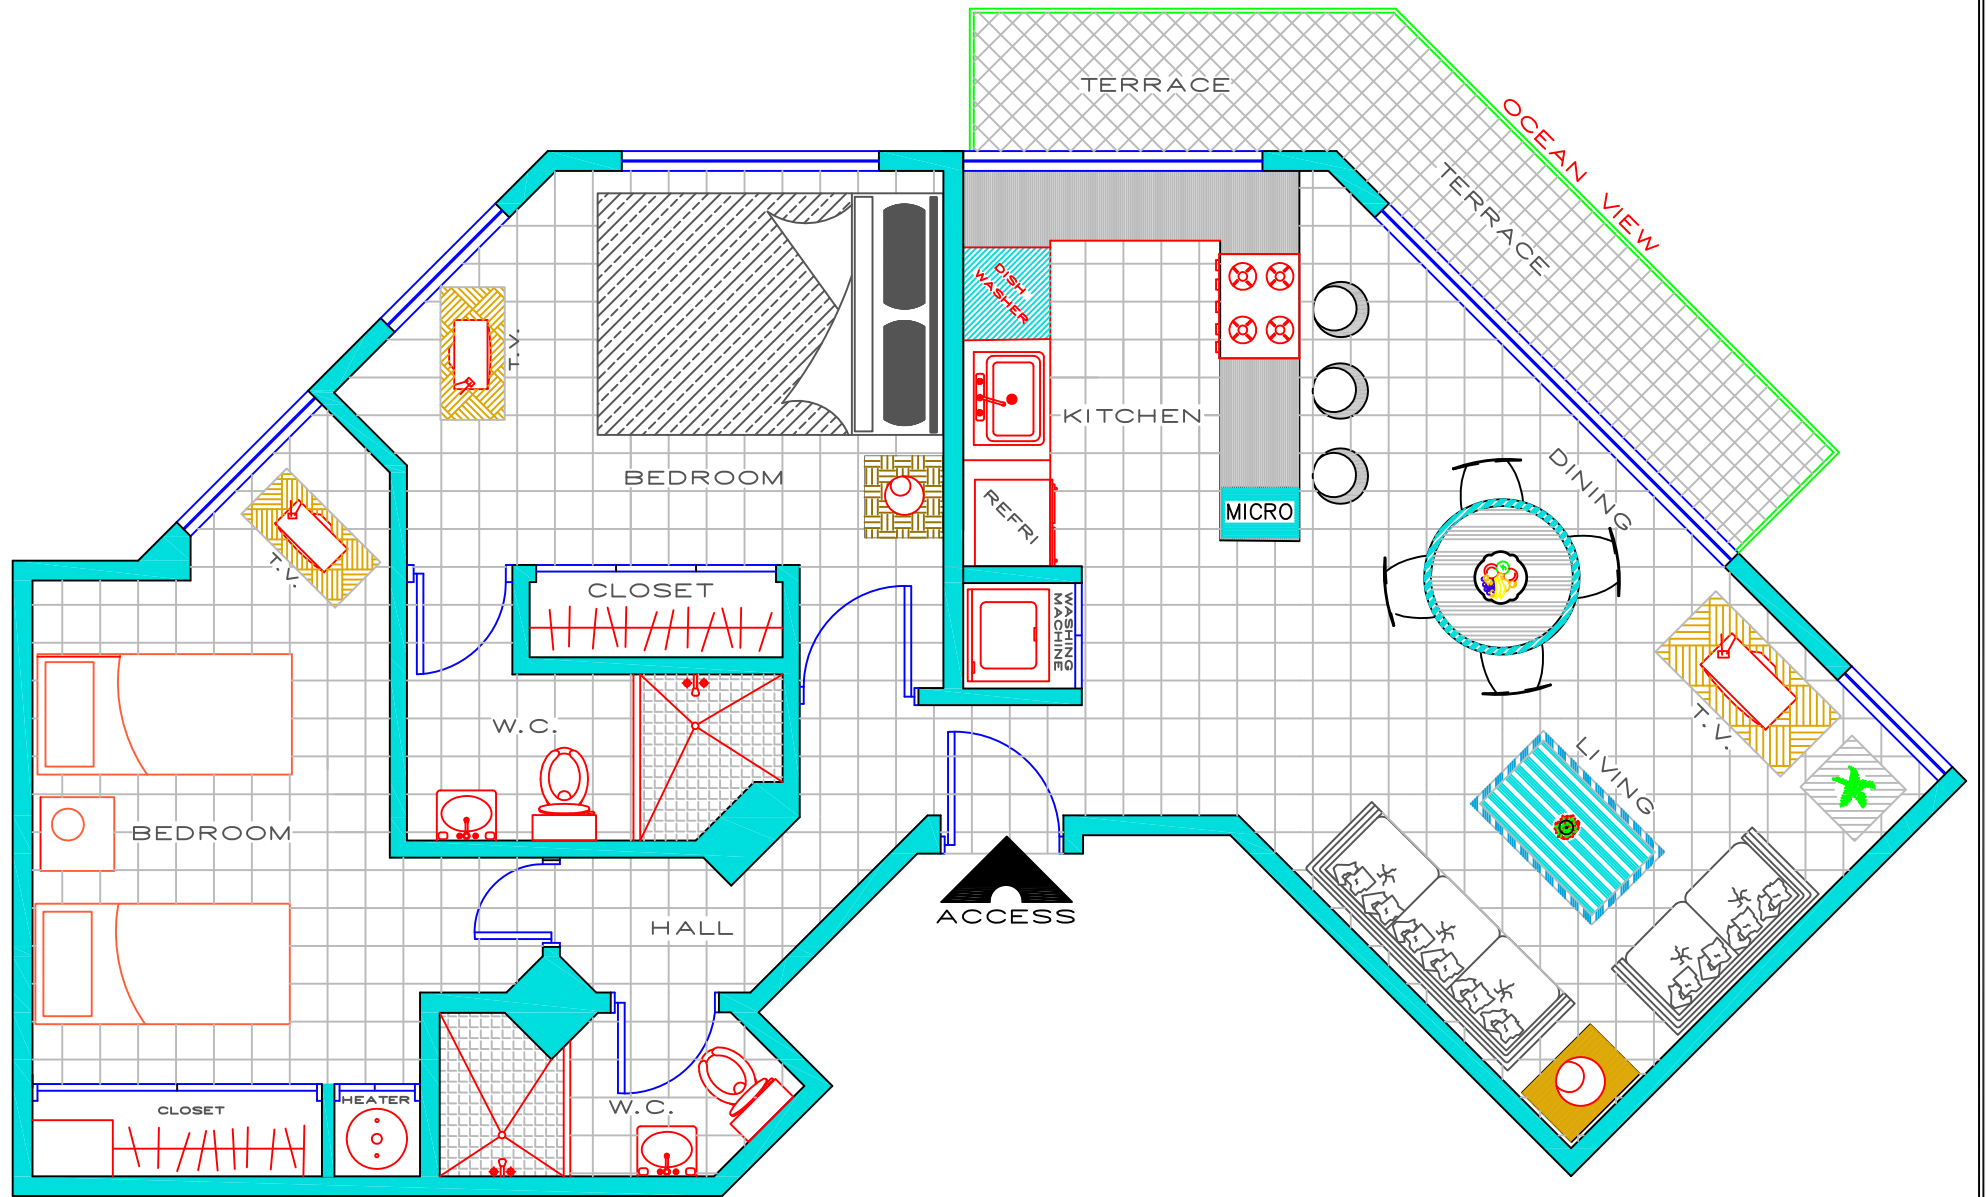 TERRACE
OCEAN VIEW
TERRACE
DISH
WASHER
T.V.
KITCHEN
BEDROOM
DINING
REFRI
MICRO
T.V.
CLOSET
WASHING
MACHINE
W.C.
T.V.
LIVING
BEDROOM
HALL
ACCESS
HEATER
CLOSET
W.C.